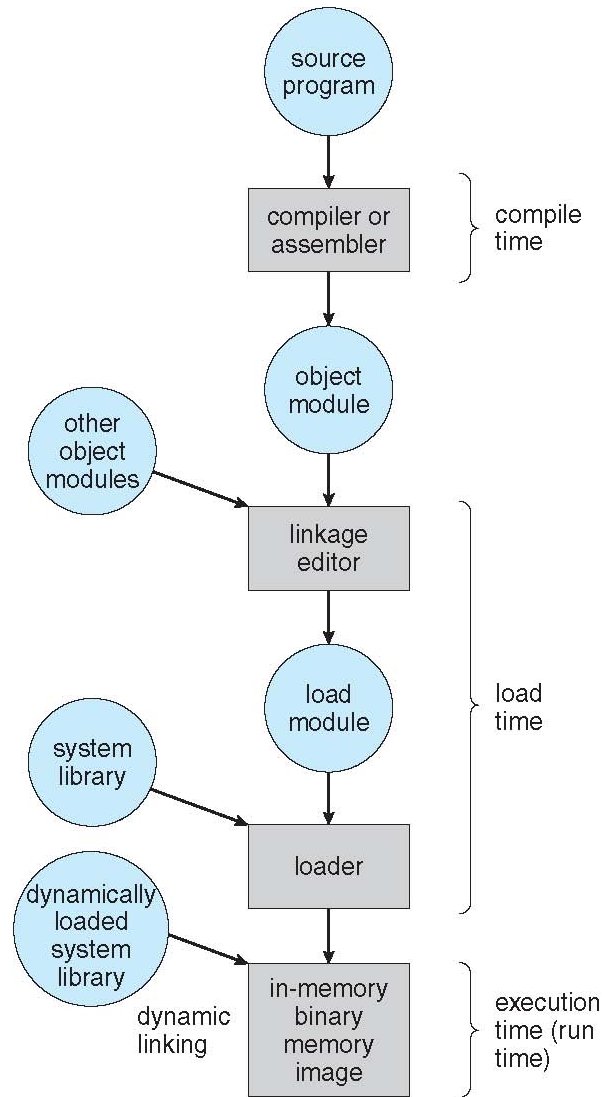 source
program
compiler or
assembler
compile
time
object
module
other
object
modules
linkage
editor
load
module
load
time
system
library
loader
dynamically
loaded
system
library
dynamic
linking
in-memory
binary
memory
image
execution
time (run
time)